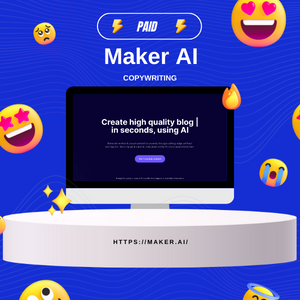 PAID
Maker AI
COPYWRITING
Create high quality blog |
in seconds, using AI
HTTPS://MAKER.AI/